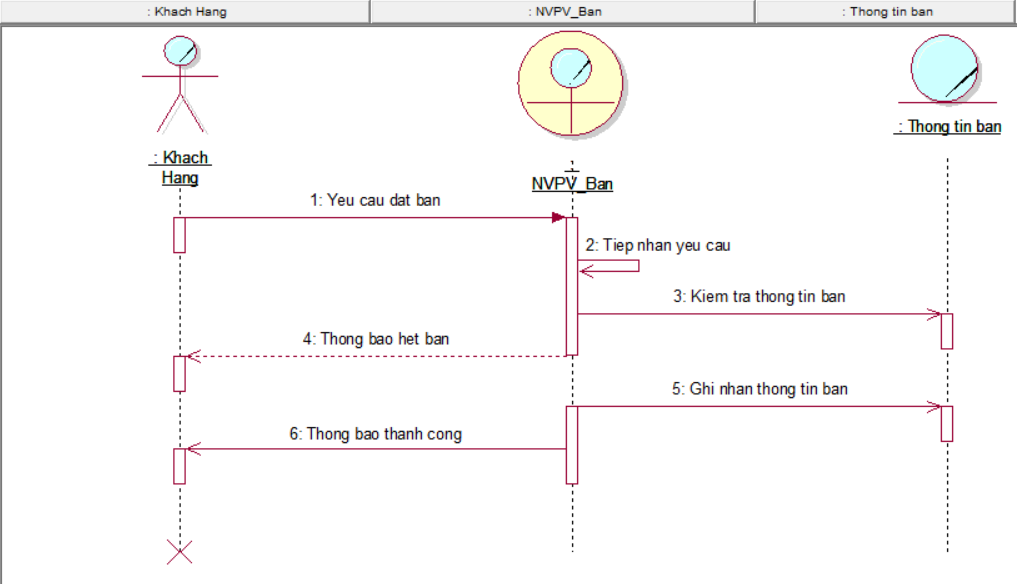 : Khach Hang
: NVPV_Ban
: Thong tin ban
: Khach
Hang
NVPV_Ban
: Thong tin ban
1: Yeu cau dat ban
2: Tiep nhan yeu cau
3: Kiem tra thong tin ban
4: Thong bao het ban
5: Ghi nhan thong tin ban
6: Thong bao thanh cong